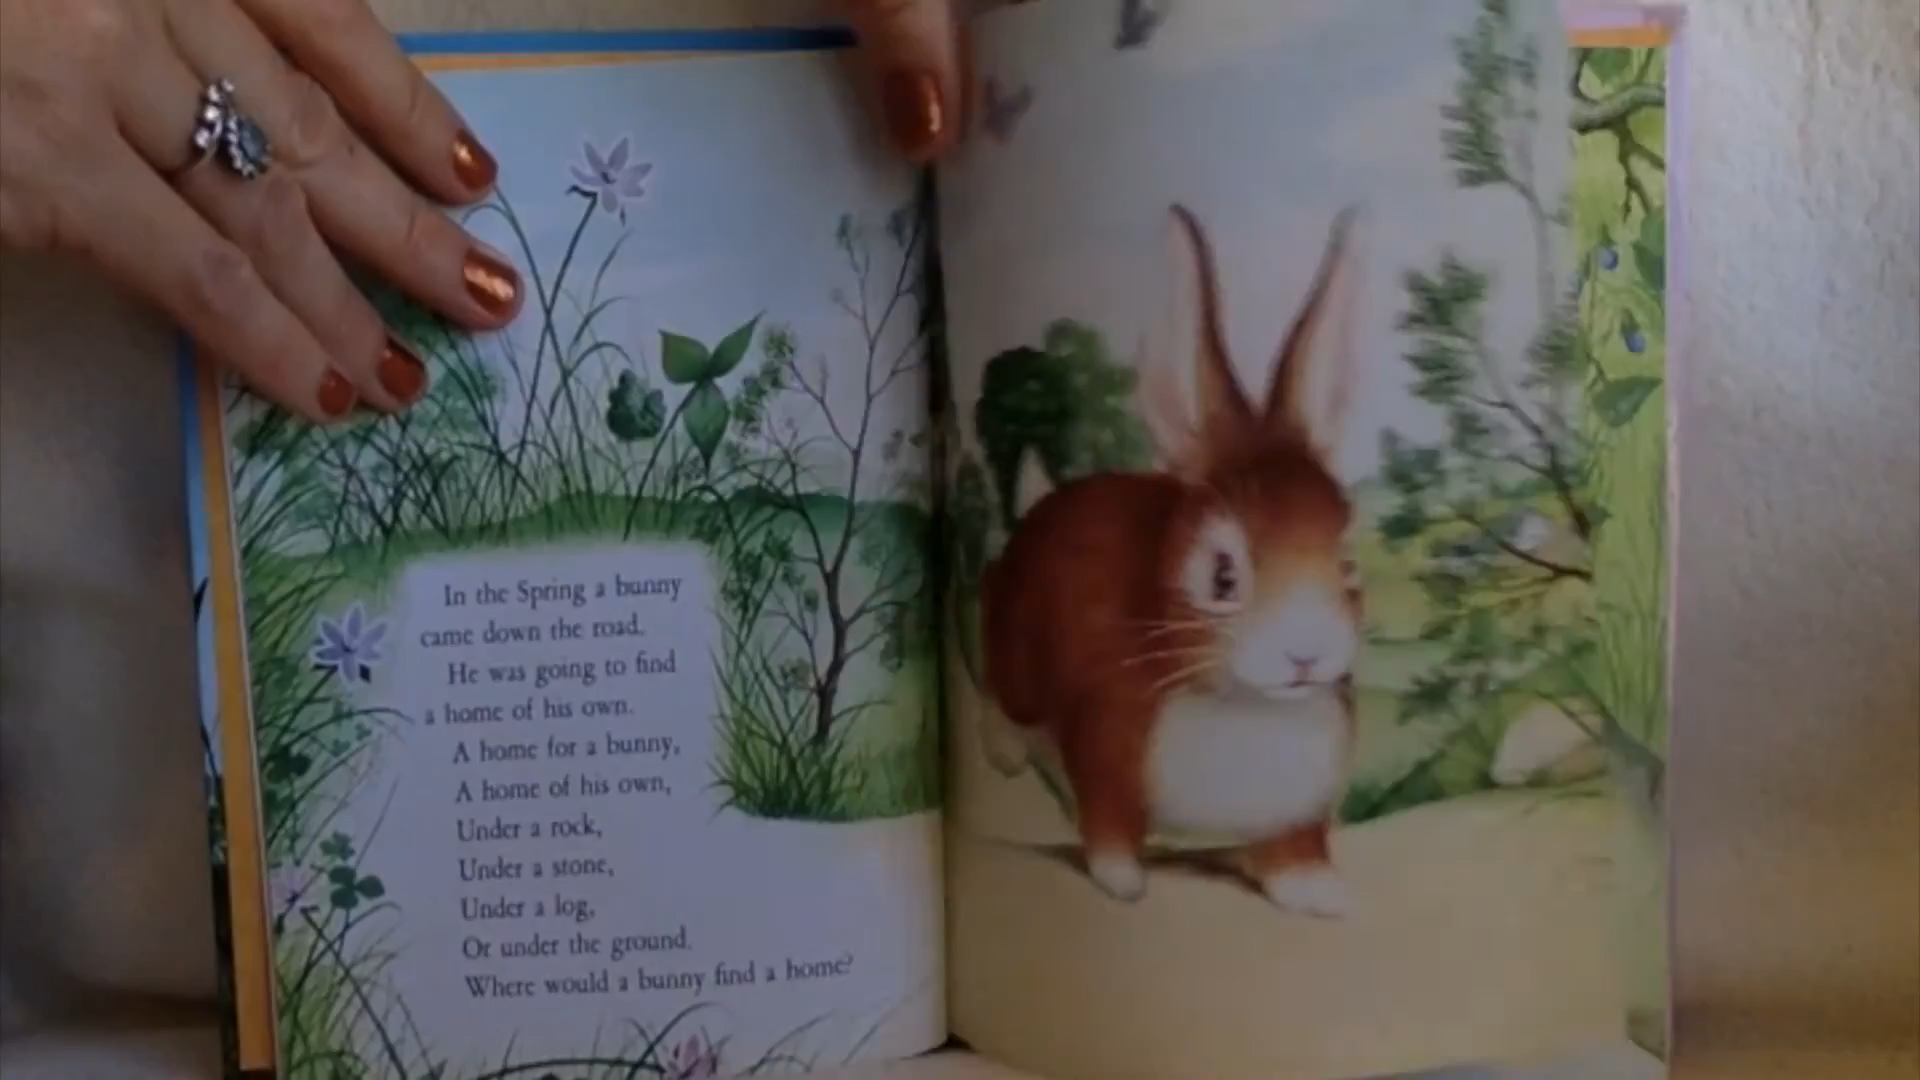 In the Spring a bunny
came down the road.
He was going to find
a home of his own.
A home for a bunny,
A home of his own,
Under a rock,
Under a stone,
Under a log,
Or under the ground.
Where would a bunny find a home?